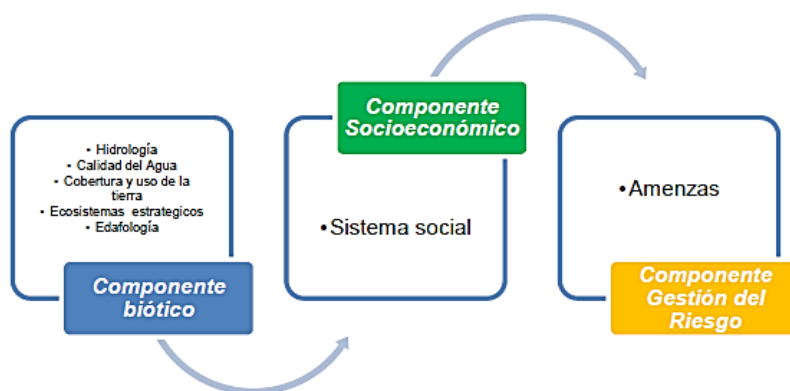 ▪ Hidrología
▪ Calidad del Agua
▪ Cobertura y uso de la
tierra
▪ Ecosistemas estrategicos
▪ Edafología
Componente
biótico
Componente
Socioeconómico
•Sistema social
•Amenzas
Componente
Gestión del
Riesgo